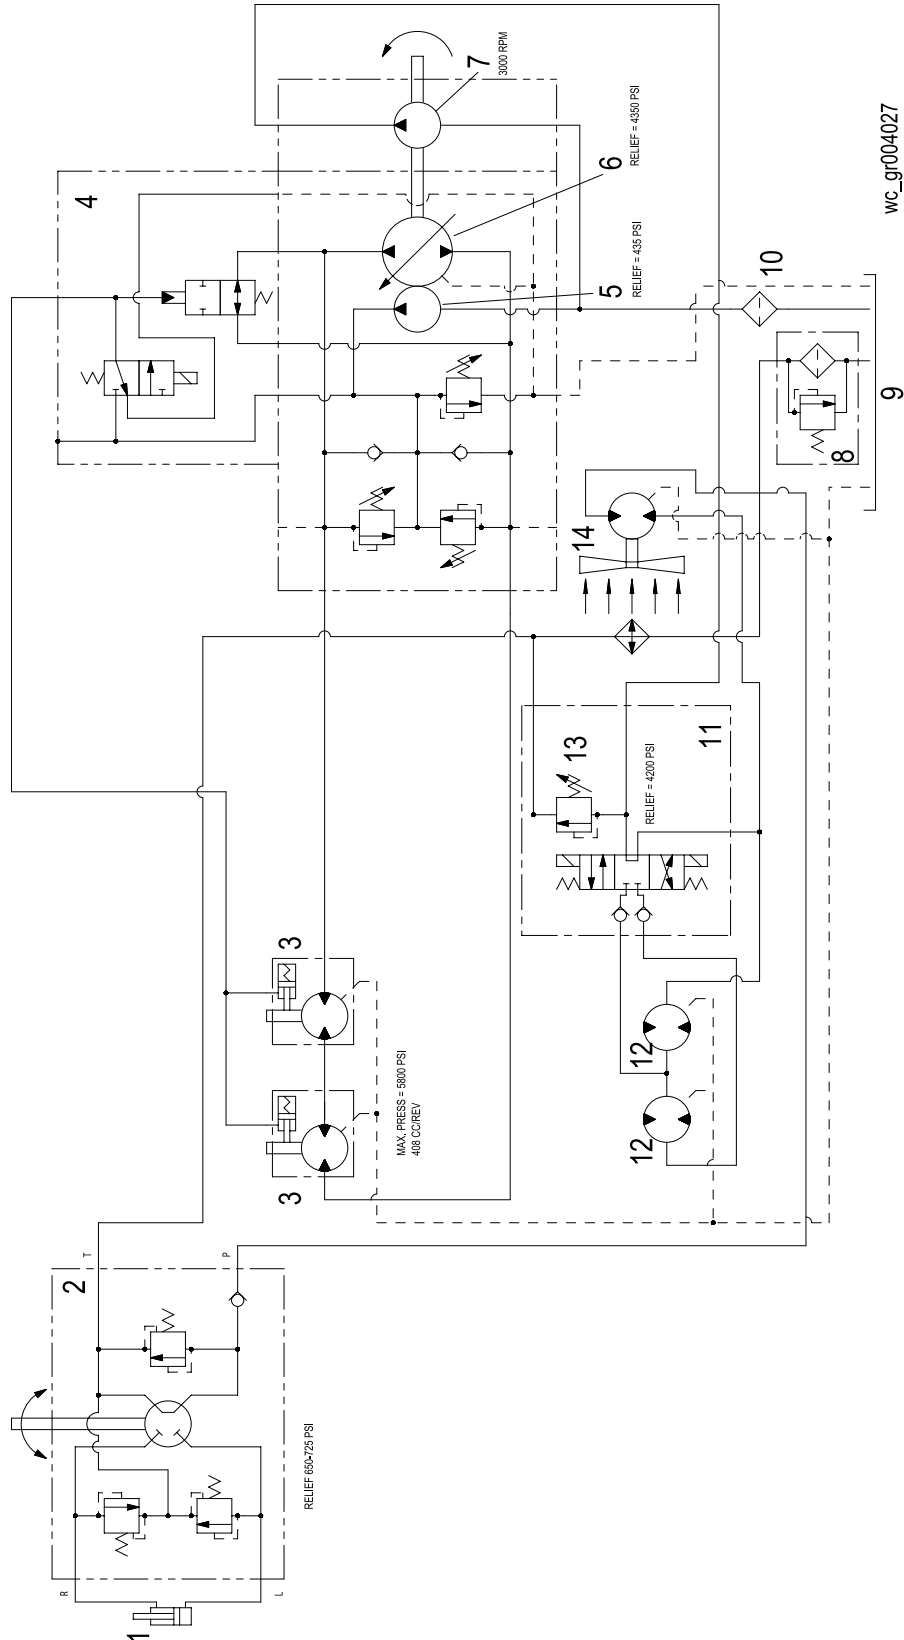 7
3000 RPM
4
6
RELIEF = 4350 PSI
wc_gr004027
5
RELIEF = 435 PSI
10
9
8
14
13
11
RELIEF = 4200 PSI
3
12
MAX. PRESS = 5800 PSI
408 CC/REV
12
3
T
P
2
RELIEF 650-725 PSI
R
L
1